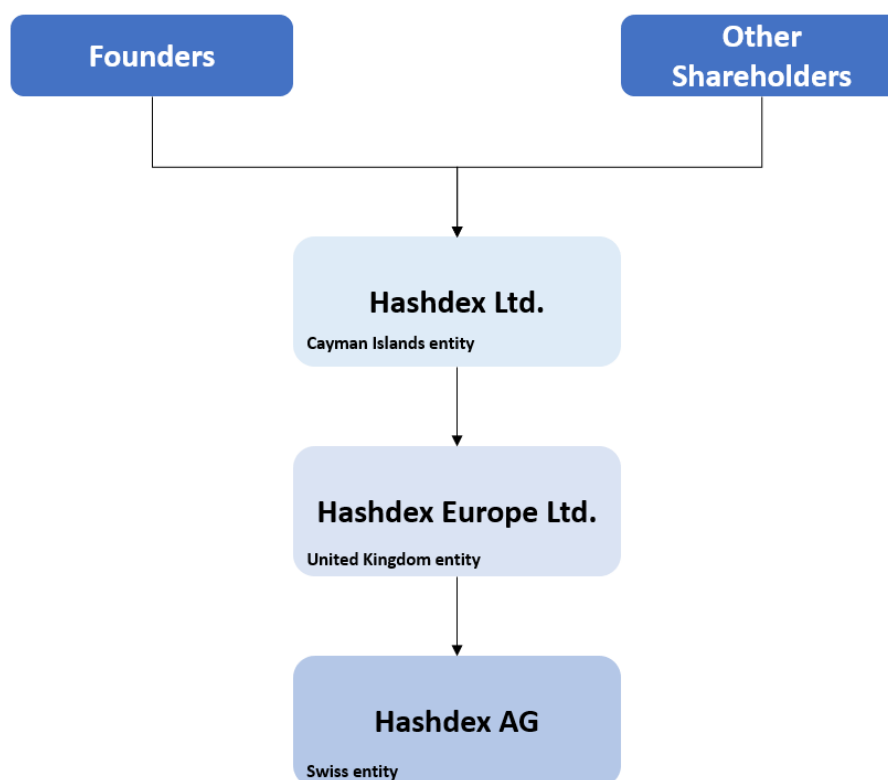 Founders
Other
Shareholders
Hashdex Ltd.
Cayman Islands entity
Hashdex Europe Ltd.
United Kingdom entity
Hashdex AG
Swiss entity